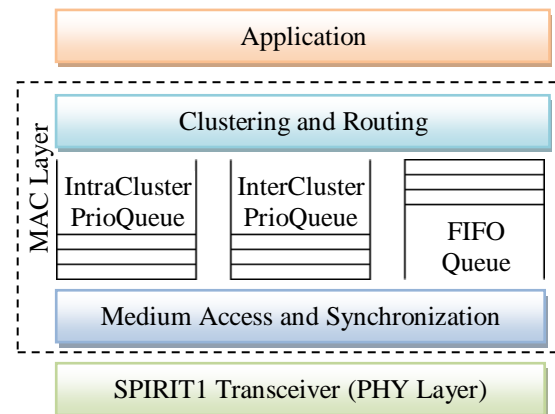 Application
MAC Layer
Clustering and Routing
IntraCluster
PrioQueue
InterCluster
PrioQueue
FIFO
Queue
Medium Access and Synchronization
SPIRIT1 Transceiver (PHY Layer)